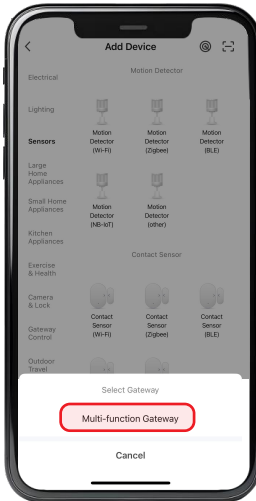 Add Device
Electrical
Lighting
Sensors
Large
Home
Appliances
Small Home
Appliances
Kitchen
Appliances
Exercise
& Health
Camera
& Lock
Gateway
Control
Outdoor
Travel
Motion Detector
Motion
Detector
(Wi-Fi)
Motion
Detector
(Zigbee)
Motion
Detector
(BLE)
Motion
Detector
(NB-IoT)
Motion
Detector
(other)
Contact Sensor
Contact
Sensor
(Wi-Fi)
Contact
Sensor
(Zigbee)
Contact
Sensor
(BLE)
Select Gateway
Multi-function Gateway
Cancel